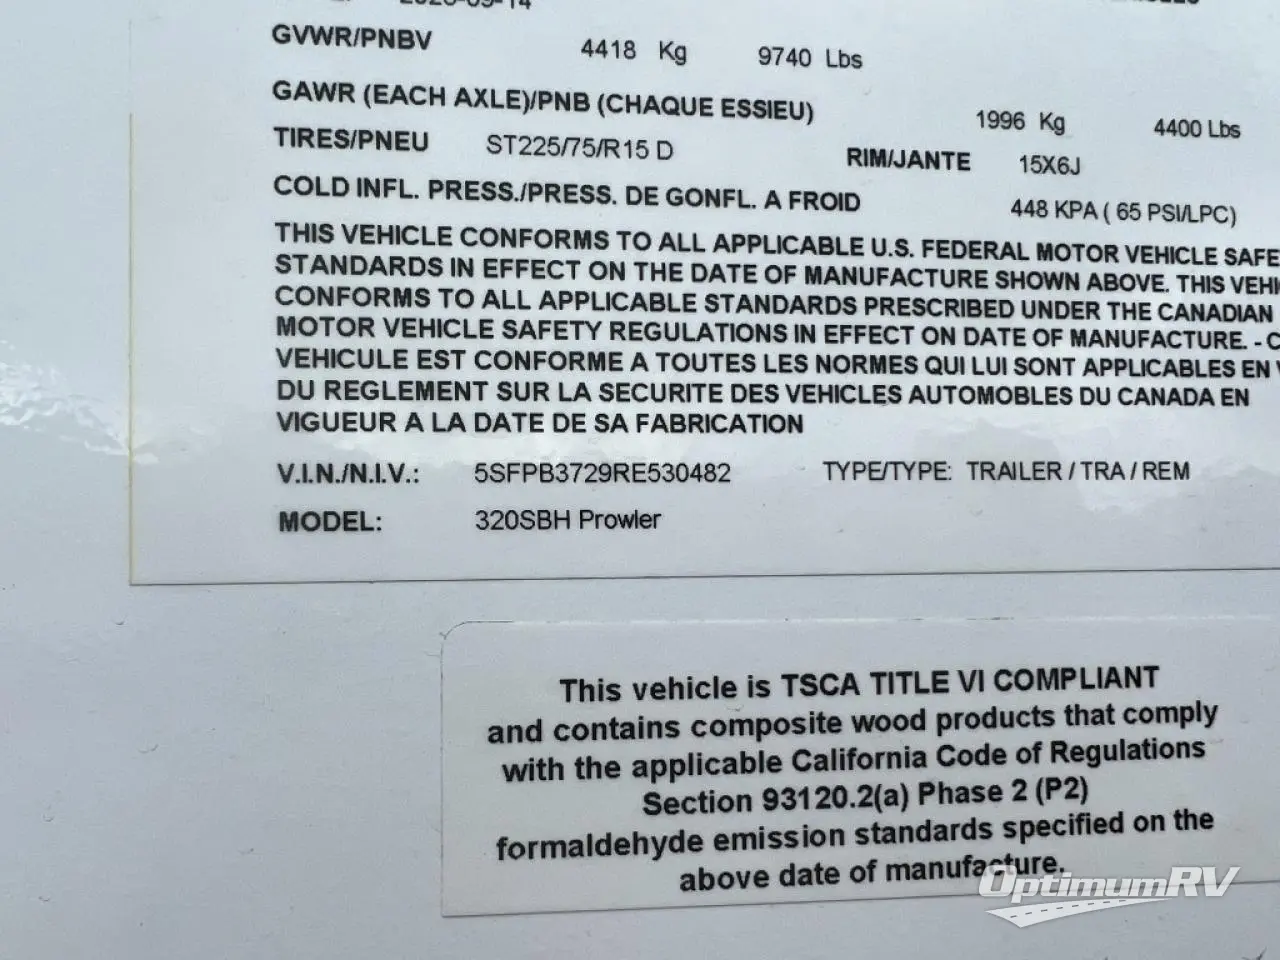 GVWR/PNBV 4418 Kg 9740 Lbs
GAWR (EACH AXLE)/PNB (CHAQUE ESSIEU) 1996 Kg 4400 Lbs
TIRES/PNEU ST225/75/R15 D RIM/JANTE 15X6J
COLD INFL. PRESS./PRESS. DE GONFL. A FROID 448 KPA ( 65 PSI/LPC)
THIS VEHICLE CONFORMS TO ALL APPLICABLE U.S. FEDERAL MOTOR VEHICLE SAFE
STANDARDS IN EFFECT ON THE DATE OF MANUFACTURE SHOWN ABOVE. THIS VEHI
CONFORMS TO ALL APPLICABLE STANDARDS PRESCRIBED UNDER THE CANADIAN
MOTOR VEHICLE SAFETY REGULATIONS IN EFFECT ON DATE OF MANUFACTURE. - C
VEHICULE EST CONFORME A TOUTES LES NORMES QUI LUI SONT APPLICABLES EN V
DU REGLEMENT SUR LA SECURITE DES VEHICLES AUTOMOBLES DU CANADA EN
VIGUEUR A LA DATE DE SA FABRICATION
V.I.N./N.I.V.: 5SFPB3729RE530482 TYPE/TYPE: TRAILER / TRA / REM
MODEL: 320SBH Prowler
This vehicle is TSCA TITLE VI COMPLIANT
and contains composite wood products that comply
with the applicable California Code of Regulations
Section 93120.2(a) Phase 2 (P2)
formaldehyde emission standards specified on the
above date of manufacture.
OptimumRV